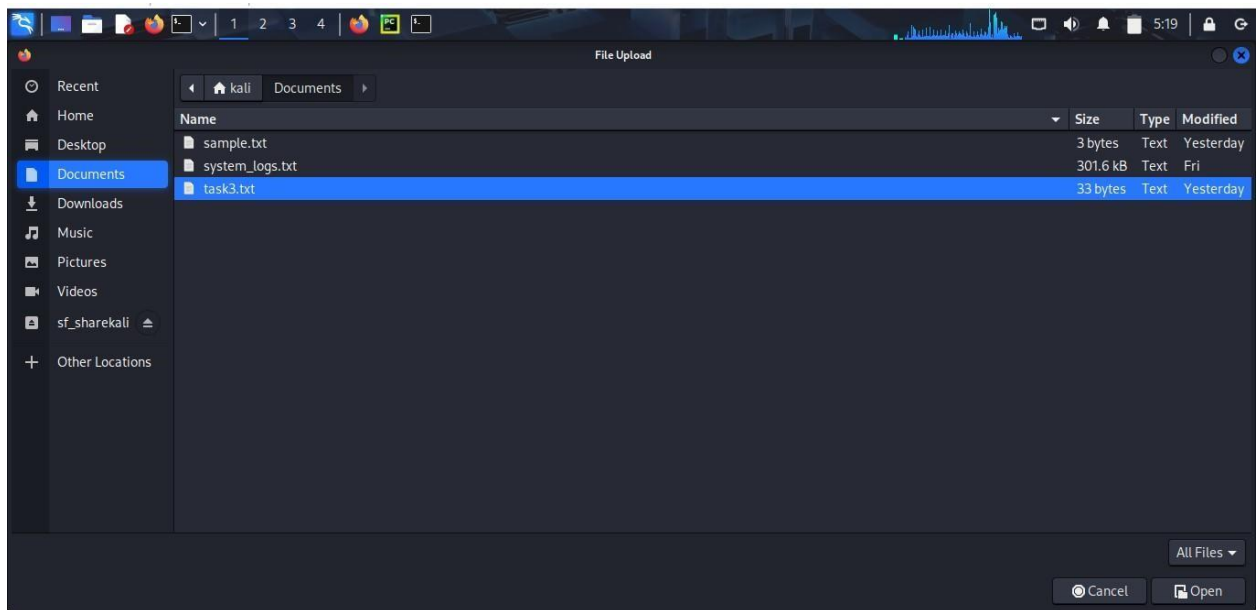 1 2 3 4 PC 5:19
File Upload
Recent
Home
Desktop
Documents
Downloads
Music
Pictures
Videos
sf_sharekali
Other Locations
kali Documents
Name Size Type Modified
sample.txt 3 bytes Text Yesterday
system_logs.txt 301.6 kB Text Fri
task3.txt 33 bytes Text Yesterday
All Files
Cancel Open